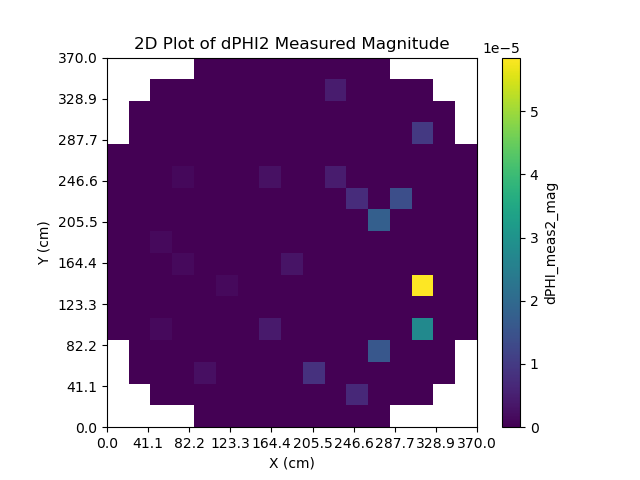 2D Plot of dPHI2 Measured Magnitude
1e−5
370.0
328.9
287.7
246.6
205.5
164.4
123.3
82.2
41.1
0.0
Y (cm)
0.0 41.1 82.2 123.3 164.4 205.5 246.6 287.7 328.9 370.0
X (cm)
5
4
3
2
1
0
dPHI_meas2_mag